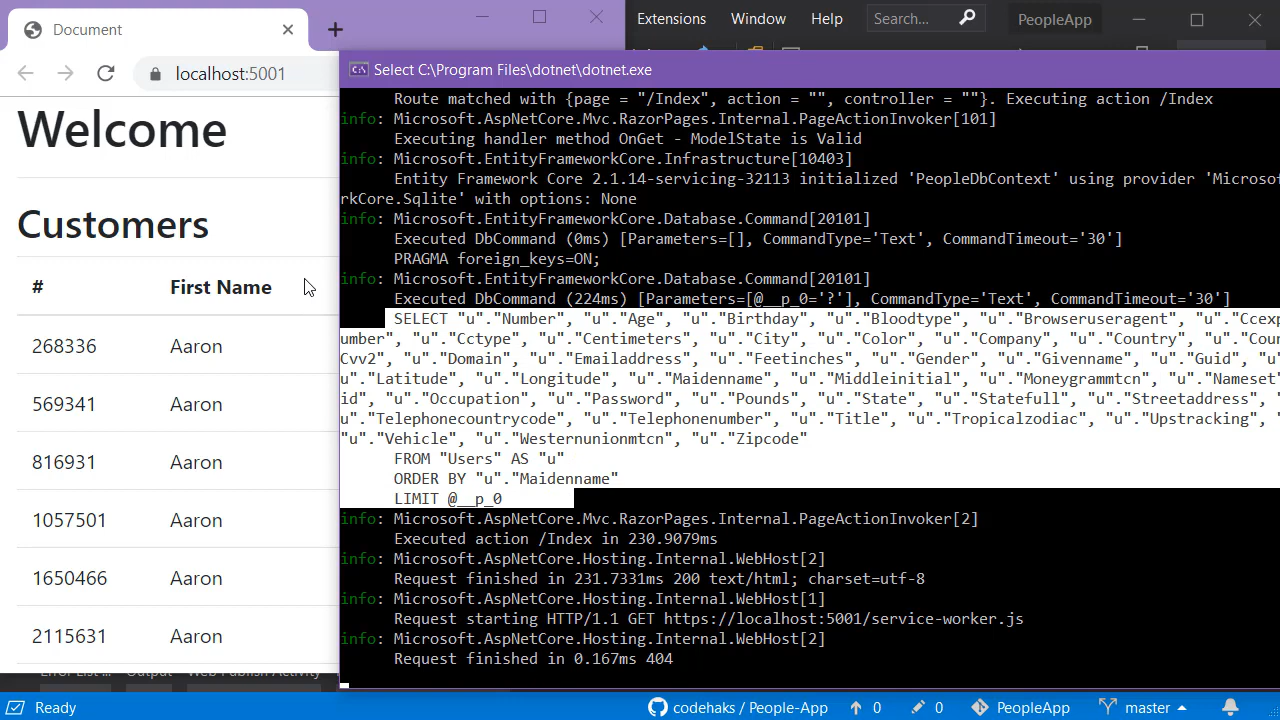 Document
localhost:5001
Welcome
Customers
# First Name
268336 Aaron
569341 Aaron
816931 Aaron
1057501 Aaron
1650466 Aaron
2115631 Aaron
Extensions Window Help Search... PeopleApp
Select C:\Program Files\dotnet\dotnet.exe
Route matched with {page = "/Index", action = "", controller = ""}. Executing action /Index
info: Microsoft.AspNetCore.Mvc.RazorPages.Internal.PageActionInvoker[101]
Executing handler method OnGet - ModelState is Valid
info: Microsoft.EntityFrameworkCore.Infrastructure[10403]
Entity Framework Core 2.1.14-servicing-32113 initialized 'PeopleDbContext' using provider 'Microsof
rkCore.Sqlite' with options: None
info: Microsoft.EntityFrameworkCore.Database.Command[20101]
Executed DbCommand (0ms) [Parameters=[], CommandType='Text', CommandTimeout='30']
PRAGMA foreign_keys=ON;
info: Microsoft.EntityFrameworkCore.Database.Command[20101]
Executed DbCommand (224ms) [Parameters=[@__p_0='?'], CommandType='Text', CommandTimeout='30']
SELECT "u"."Number", "u"."Age", "u"."Birthday", "u"."Bloodtype", "u"."Browseruseragent", "u"."Ccexp
umber", "u"."Cctype", "u"."Centimeters", "u"."City", "u"."Color", "u"."Company", "u"."Country", "u"."Coun
Cvv2", "u"."Domain", "u"."Emailaddress", "u"."Feetinches", "u"."Gender", "u"."Givenname", "u"."Guid", "u
u"."Latitude", "u"."Longitude", "u"."Maidenname", "u"."Middleinitial", "u"."Moneygrammtcn", "u"."Nameset"
id", "u"."Occupation", "u"."Password", "u"."Pounds", "u"."State", "u"."Statefull", "u"."Streetaddress", "
u"."Telephonecountrycode", "u"."Telephonenumber", "u"."Title", "u"."Tropicalzodiac", "u"."Upstracking", "
"u"."Vehicle", "u"."Westernunionmtcn", "u"."Zipcode"
FROM "Users" AS "u"
ORDER BY "u"."Maidenname"
LIMIT @__p_0
info: Microsoft.AspNetCore.Mvc.RazorPages.Internal.PageActionInvoker[2]
Executed action /Index in 230.9079ms
info: Microsoft.AspNetCore.Hosting.Internal.WebHost[2]
Request finished in 231.7331ms 200 text/html; charset=utf-8
info: Microsoft.AspNetCore.Hosting.Internal.WebHost[1]
Request starting HTTP/1.1 GET https://localhost:5001/service-worker.js
info: Microsoft.AspNetCore.Hosting.Internal.WebHost[2]
Request finished in 0.167ms 404
Error List ... Output Web Publish Activity
Ready codehaks / People-App 0 0 PeopleApp master